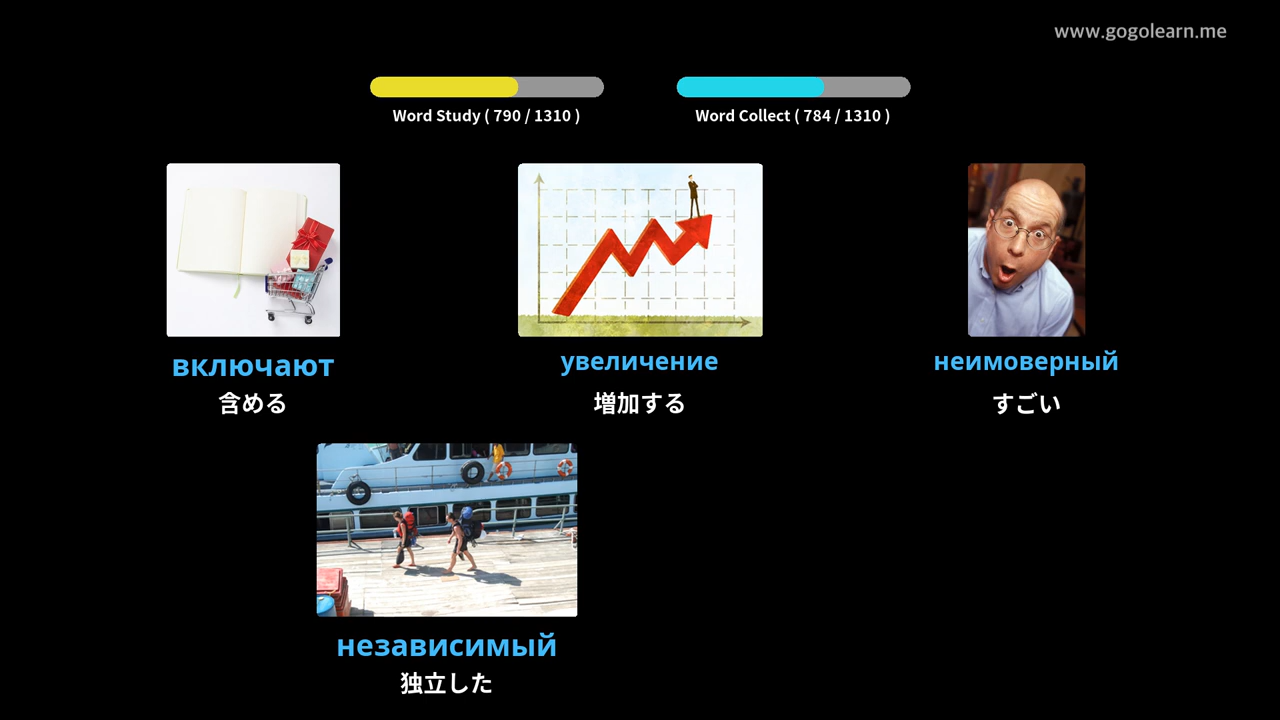 www.gogolearn.me
Word Study ( 790 / 1310 )
Word Collect ( 784 / 1310 )
включают
увеличение
неимоверный
含める
増加する
すごい
независимый
独立した